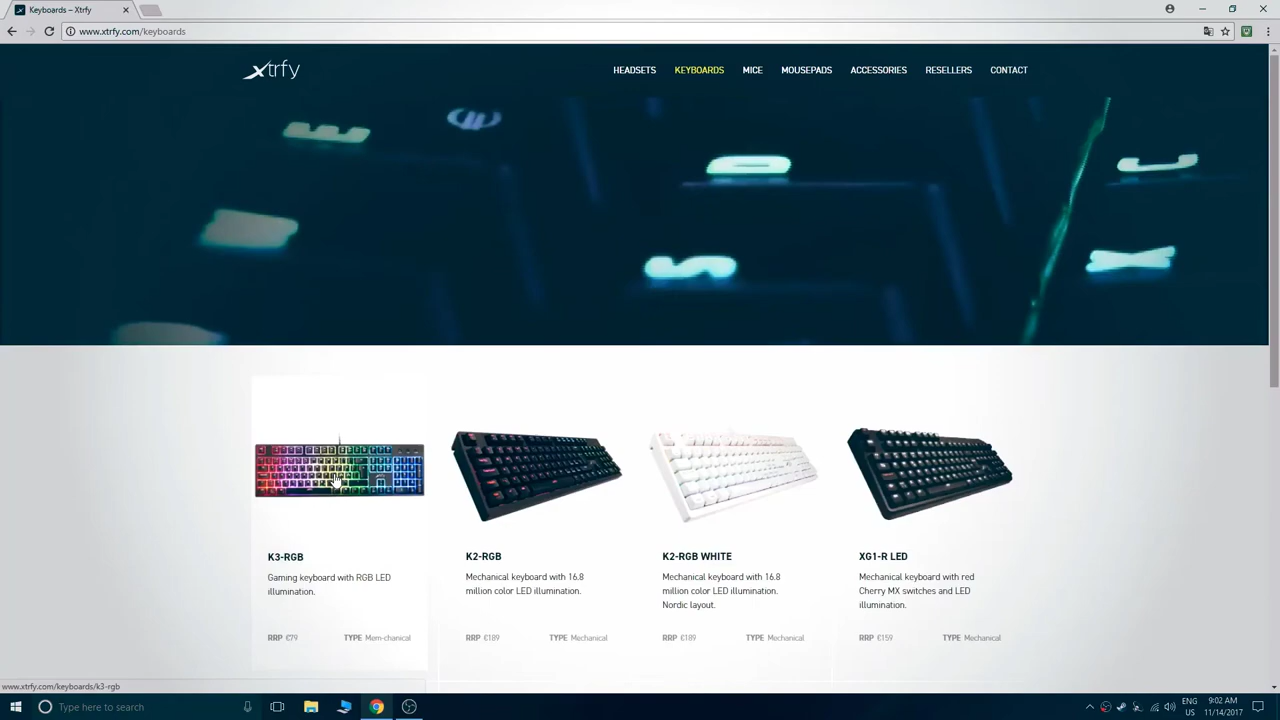 Keyboards – Xtrfy
www.xtrfy.com/keyboards
xtrfy
HEADSETS KEYBOARDS MICE MOUSEPADS ACCESSORIES RESELLERS CONTACT
K3-RGB
Gaming keyboard with RGB LED
illumination.
RRP €79 TYPE Mem-chanical
K2-RGB
Mechanical keyboard with 16.8
million color LED illumination.
RRP €189 TYPE Mechanical
K2-RGB WHITE
Mechanical keyboard with 16.8
million color LED illumination.
Nordic layout.
RRP €189 TYPE Mechanical
XG1-R LED
Mechanical keyboard with red
Cherry MX switches and LED
illumination.
RRP €159 TYPE Mechanical
www.xtrfy.com/keyboards/k3-rgb
Type here to search
ENG
US
9:02 AM
11/14/2017